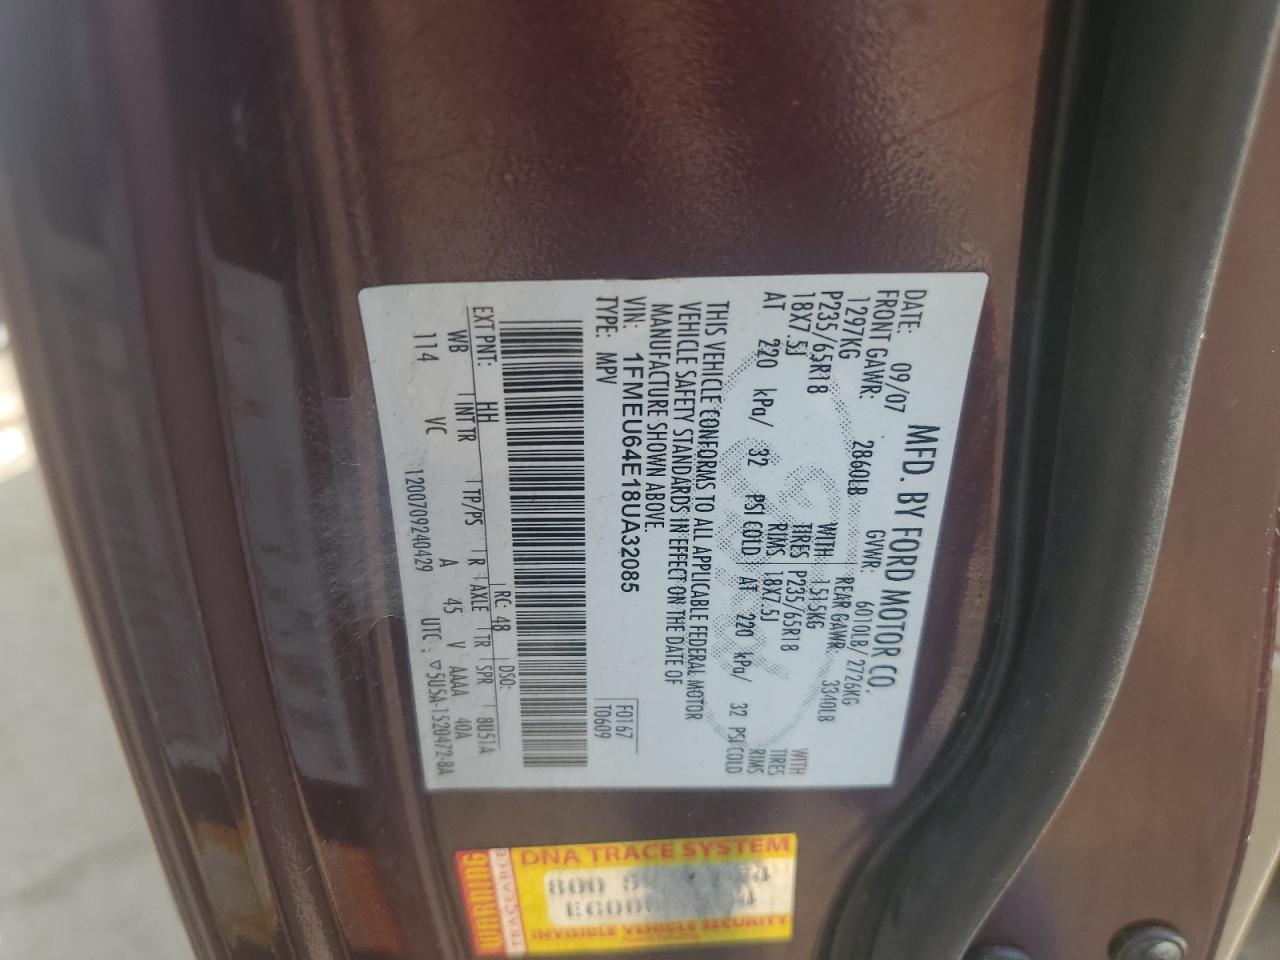 MFD. BY FORD MOTOR CO.
DATE: 09/07 GVWR: 6010LB/ 2726KG
FRONT GAWR: 2860LB REAR GAWR: 3340LB
1297KG WITH 1515KG WITH
P235/65R18 TIRES P235/65R18 TIRES
18X7.5J RIMS 18X7.5J RIMS
AT 220 kPa/ 32 PSI COLD AT 220 kPa/ 32 PSI COLD
THIS VEHICLE CONFORMS TO ALL APPLICABLE FEDERAL MOTOR
VEHICLE SAFETY STANDARDS IN EFFECT ON THE DATE OF
MANUFACTURE SHOWN ABOVE.
VIN: 1FMEU64E18UA32085 F0167
TYPE: MPV T0609
EXT PNT: HH RC: 48 DSO:
WB INT TR TP/PS R AXLE TR SPR 8U51A
114 VC A 45 V AAAA 40A
1200709240429 UTC: ▽5U5A-1520472-BA
WARNING
TRACEABLE
DNA TRACE SYSTEM
800
INVISIBLE VEHICLE SECURITY